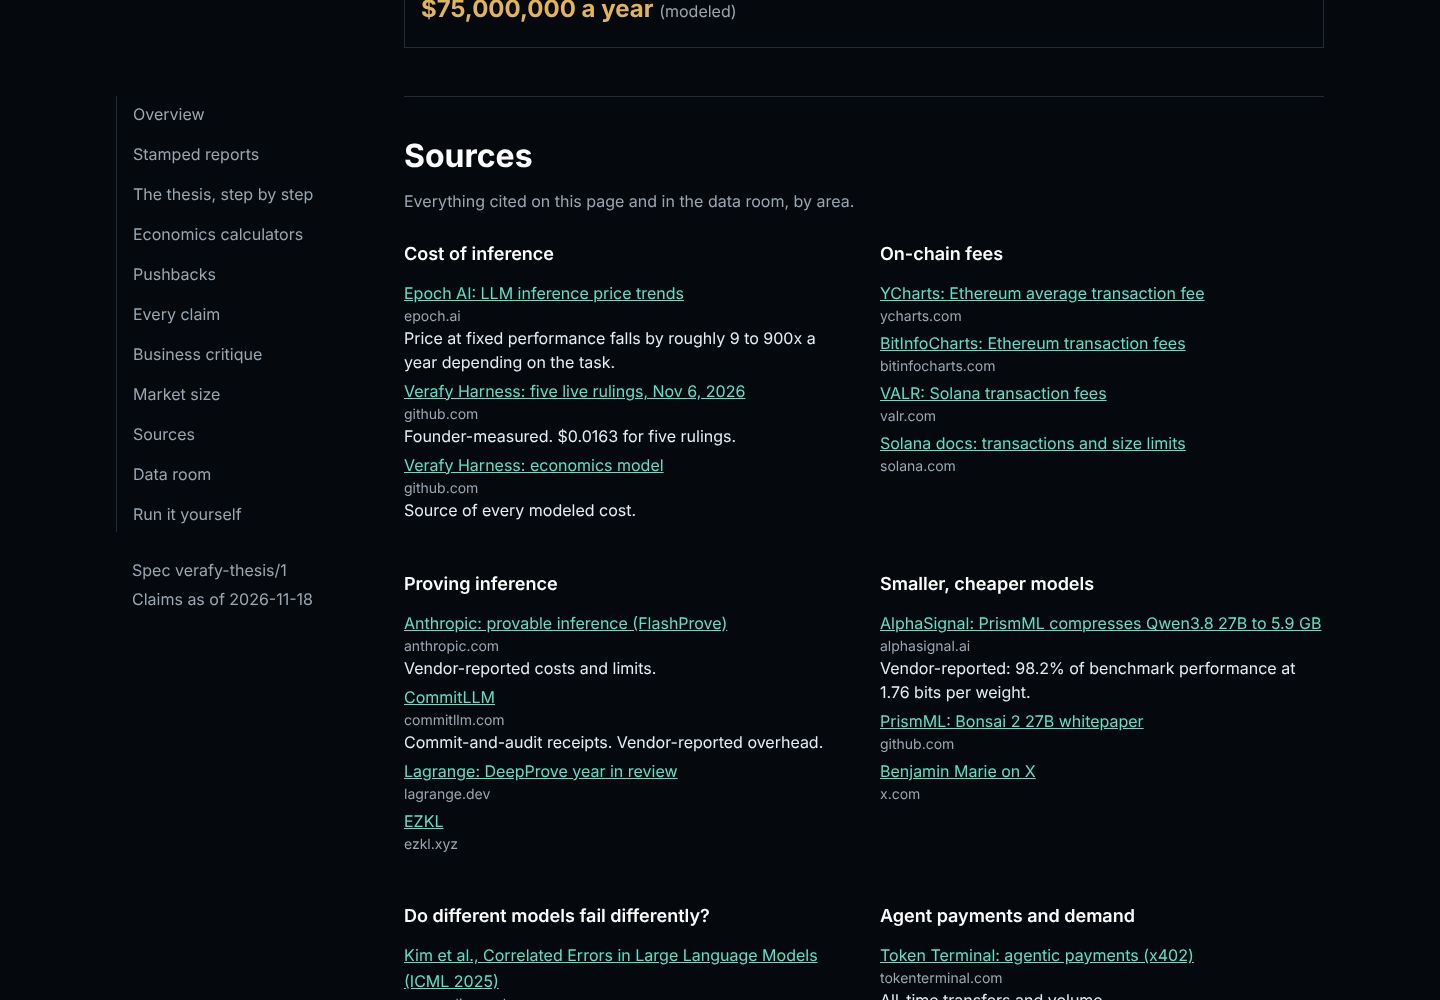 $75,000,000 a year (modeled)
Overview
Stamped reports
The thesis, step by step
Economics calculators
Pushbacks
Every claim
Business critique
Market size
Sources
Data room
Run it yourself
Spec verafy-thesis/1
Claims as of 2026-11-18
Sources
Everything cited on this page and in the data room, by area.
Cost of inference
Epoch AI: LLM inference price trends
epoch.ai
Price at fixed performance falls by roughly 9 to 900x a
year depending on the task.
Verafy Harness: five live rulings, Nov 6, 2026
github.com
Founder-measured. $0.0163 for five rulings.
Verafy Harness: economics model
github.com
Source of every modeled cost.
On-chain fees
YCharts: Ethereum average transaction fee
ycharts.com
BitInfoCharts: Ethereum transaction fees
bitinfocharts.com
VALR: Solana transaction fees
valr.com
Solana docs: transactions and size limits
solana.com
Proving inference
Anthropic: provable inference (FlashProve)
anthropic.com
Vendor-reported costs and limits.
CommitLLM
commitllm.com
Commit-and-audit receipts. Vendor-reported overhead.
Lagrange: DeepProve year in review
lagrange.dev
EZKL
ezkl.xyz
Smaller, cheaper models
AlphaSignal: PrismML compresses Qwen3.8 27B to 5.9 GB
alphasignal.ai
Vendor-reported: 98.2% of benchmark performance at
1.76 bits per weight.
PrismML: Bonsai 2 27B whitepaper
github.com
Benjamin Marie on X
x.com
Do different models fail differently?
Kim et al., Correlated Errors in Large Language Models
(ICML 2025)
Agent payments and demand
Token Terminal: agentic payments (x402)
tokenterminal.com
All-time transfers and volume.